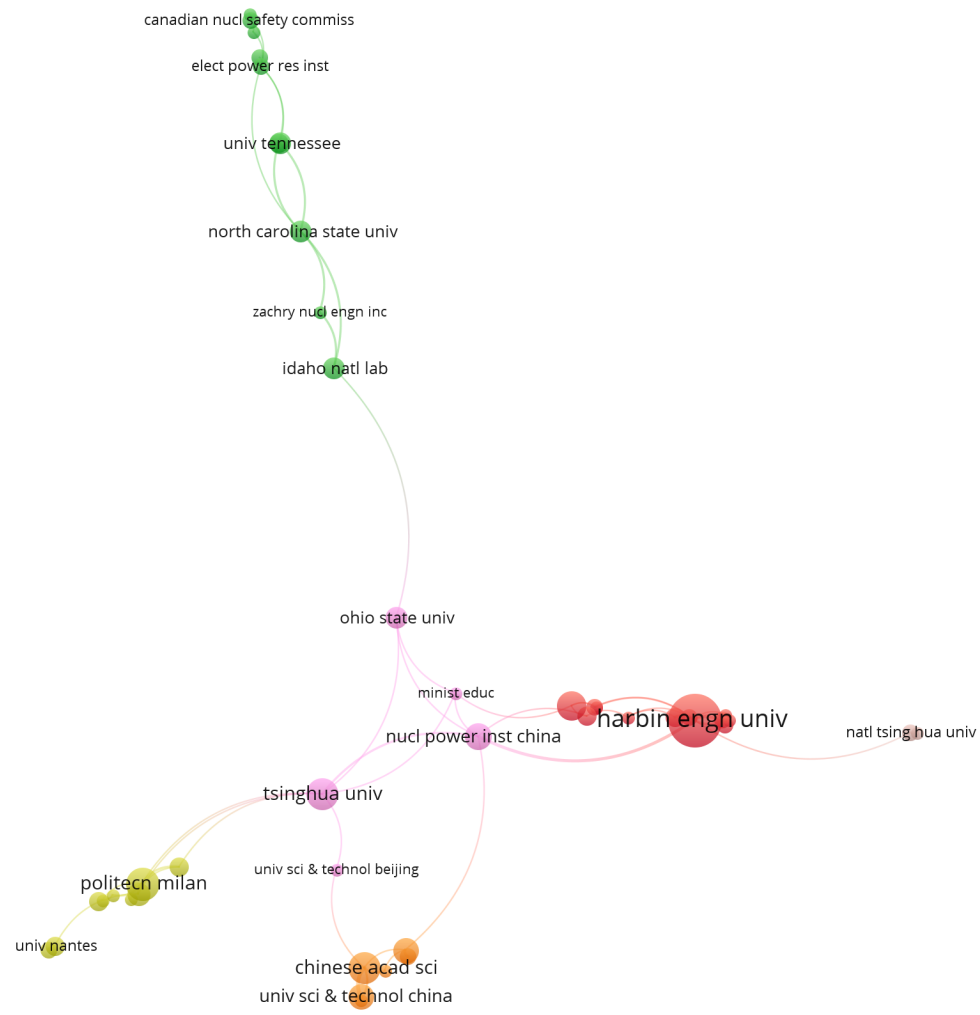 canadian nucl safety commiss
elect power res inst
univ tennessee
north carolina state univ
zachry nucl engn inc
idaho natl lab
ohio state univ
minist educ
harbin engn univ
nucl power inst china
natl tsing hua univ
tsinghua univ
univ sci & technol beijing
politecn milan
univ nantes
chinese acad sci
univ sci & technol china